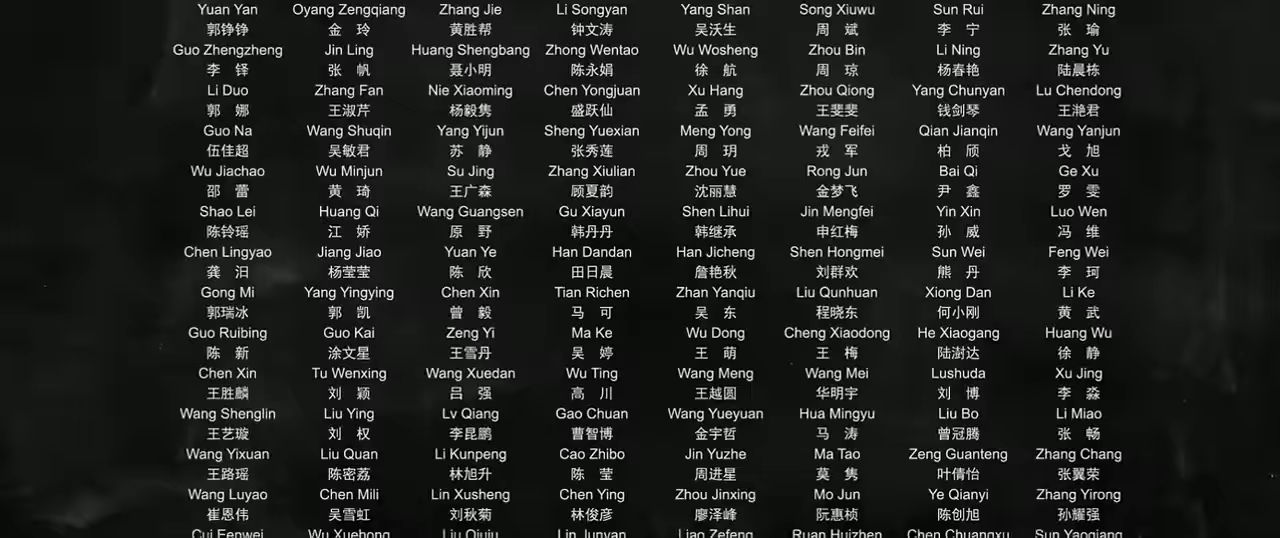 Yuan Yan Oyang Zengqiang Zhang Jie Li Songyan Yang Shan Song Xiuwu Sun Rui Zhang Ning
郭铮铮 金 玲 黄胜帮 钟文涛 吴沃生 周 斌 李 宁 张 瑜
Guo Zhengzheng Jin Ling Huang Shengbang Zhong Wentao Wu Wosheng Zhou Bin Li Ning Zhang Yu
李 铎 张 帆 聂小明 陈永娟 徐 航 周 琼 杨春艳 陆晨栋
Li Duo Zhang Fan Nie Xiaoming Chen Yongjuan Xu Hang Zhou Qiong Yang Chunyan Lu Chendong
郭 娜 王淑芹 杨毅隽 盛跃仙 孟 勇 王斐斐 钱剑琴 王滟君
Guo Na Wang Shuqin Yang Yijun Sheng Yuexian Meng Yong Wang Feifei Qian Jianqin Wang Yanjun
伍佳超 吴敏君 苏 静 张秀莲 周 玥 戎 军 柏 颀 戈 旭
Wu Jiachao Wu Minjun Su Jing Zhang Xiulian Zhou Yue Rong Jun Bai Qi Ge Xu
邵 蕾 黄 琦 王广森 顾夏韵 沈丽慧 金梦飞 尹 鑫 罗 雯
Shao Lei Huang Qi Wang Guangsen Gu Xiayun Shen Lihui Jin Mengfei Yin Xin Luo Wen
陈铃瑶 江 娇 原 野 韩丹丹 韩继承 申红梅 孙 威 冯 维
Chen Lingyao Jiang Jiao Yuan Ye Han Dandan Han Jicheng Shen Hongmei Sun Wei Feng Wei
龚 汨 杨莹莹 陈 欣 田日晨 詹艳秋 刘群欢 熊 丹 李 珂
Gong Mi Yang Yingying Chen Xin Tian Richen Zhan Yanqiu Liu Qunhuan Xiong Dan Li Ke
郭瑞冰 郭 凯 曾 毅 马 可 吴 东 程晓东 何小刚 黄 武
Guo Ruibing Guo Kai Zeng Yi Ma Ke Wu Dong Cheng Xiaodong He Xiaogang Huang Wu
陈 新 涂文星 王雪丹 吴 婷 王 萌 王 梅 陆澍达 徐 静
Chen Xin Tu Wenxing Wang Xuedan Wu Ting Wang Meng Wang Mei Lushuda Xu Jing
王胜麟 刘 颖 吕 强 高 川 王越圆 华明宇 刘 博 李 淼
Wang Shenglin Liu Ying Lv Qiang Gao Chuan Wang Yueyuan Hua Mingyu Liu Bo Li Miao
王艺璇 刘 权 李昆鹏 曹智博 金宇哲 马 涛 曾冠腾 张 畅
Wang Yixuan Liu Quan Li Kunpeng Cao Zhibo Jin Yuzhe Ma Tao Zeng Guanteng Zhang Chang
王路瑶 陈密荔 林旭升 陈 莹 周进星 莫 隽 叶倩怡 张翼荣
Wang Luyao Chen Mili Lin Xusheng Chen Ying Zhou Jinxing Mo Jun Ye Qianyi Zhang Yirong
崔恩伟 吴雪虹 刘秋菊 林俊彦 廖泽峰 阮惠桢 陈创旭 孙耀强
Cui Eenwei Wu Xuehong Liu Qiuju Lin Junyan Liao Zefeng Ruan Huizhen Chen Chuangxu Sun Yaoqiang